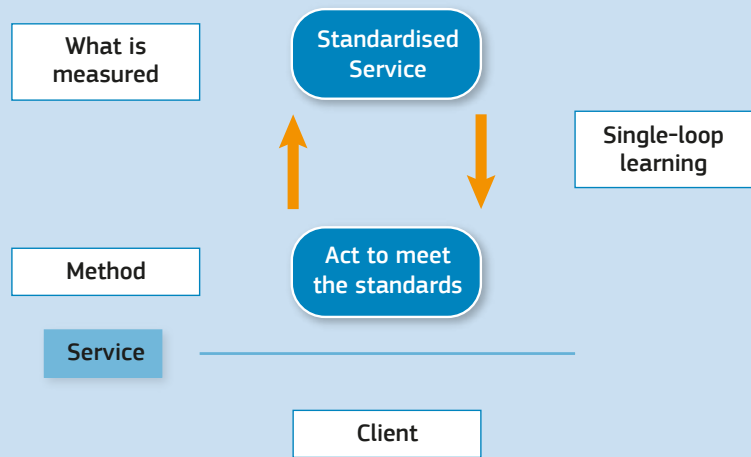 What is
measured
Standardised
Service
Single-loop
learning
Method
Act to meet
the standards
Service
Client